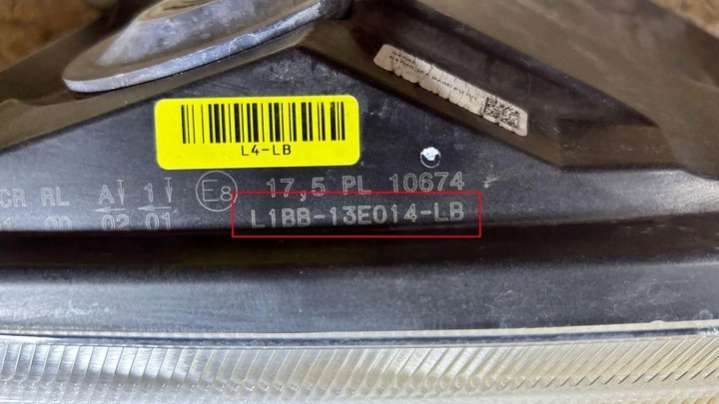 L4-LB
CR RL A 1 E8 17,5 PL 10674
02 01 L1BB-13E014-LB